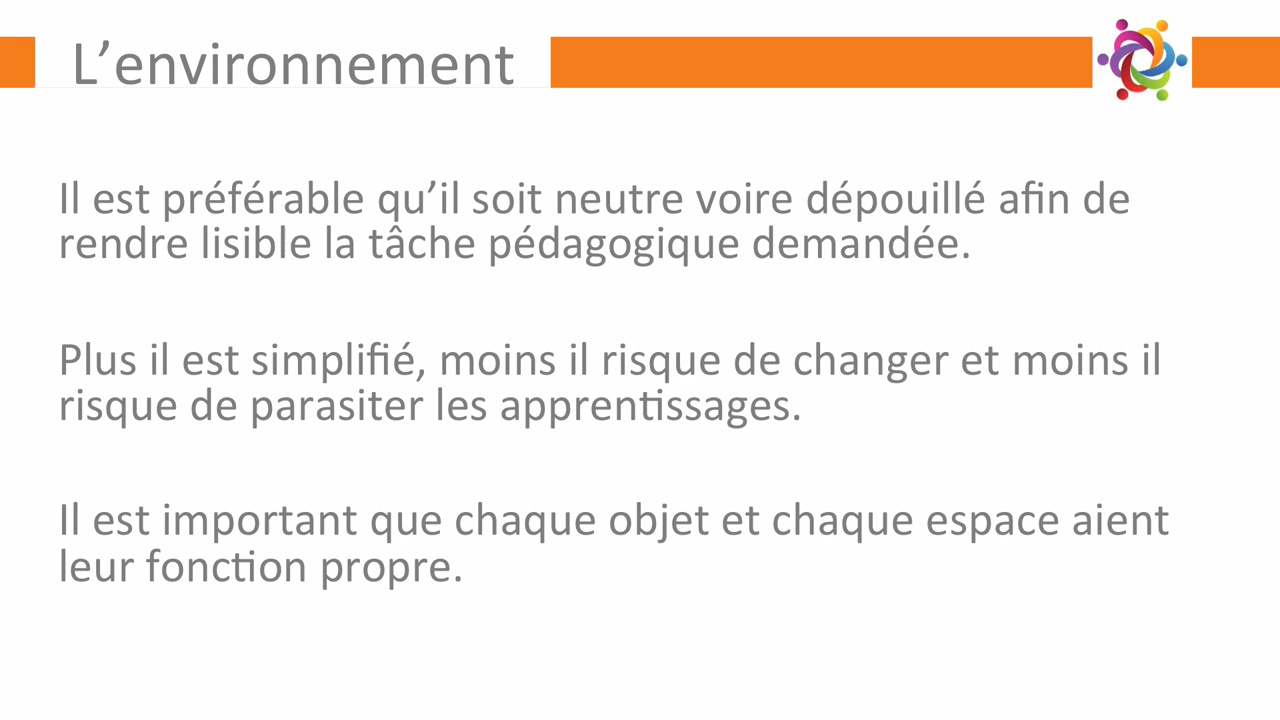 L’environnement
Il est préférable qu’il soit neutre voire dépouillé afin de
rendre lisible la tâche pédagogique demandée.
Plus il est simplifié, moins il risque de changer et moins il
risque de parasiter les apprentissages.
Il est important que chaque objet et chaque espace aient
leur fonction propre.